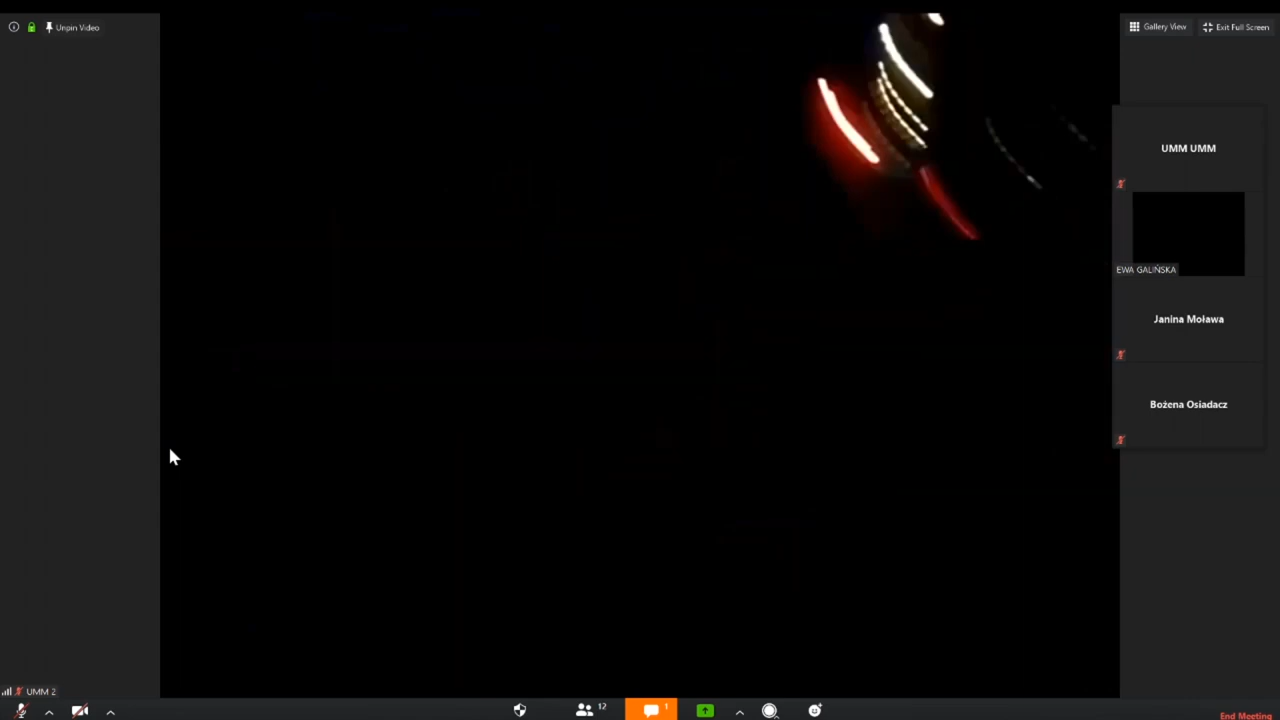 Unpin Video
Gallery View
Exit Full Screen
UMM UMM
EWA GALIŃSKA
Janina Moława
Bożena Osiadacz
UMM 2
12
1
End Meeting